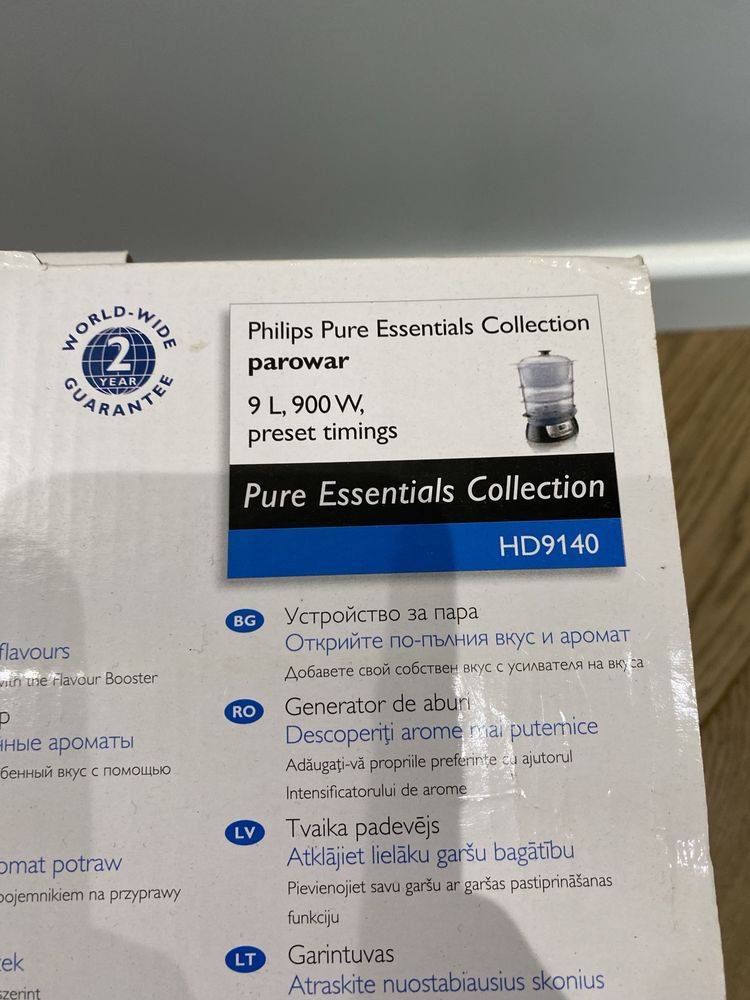 WORLD-WIDE
2
YEAR
GUARANTEE
Philips Pure Essentials Collection
parowar
9 L, 900 W,
preset timings
Pure Essentials Collection
HD9140
flavours
with the Flavour Booster
ный ароматы
бенный вкус с помощью
omat potraw
pojemnikiem na przyprawy
BG
Устройство за пара
Открийте по-пълния вкус и аромат
Добавете свой собствен вкус с усилвателя на вкуса
RO
Generator de aburi
Descoperiţi arome mai puternice
Adăugaţi-vă propriile preferinţe cu ajutorul
Intensificatorului de arome
LV
Tvaika padevējs
Atklājiet lielāku garšu bagātību
Pievienojiet savu garšu ar garšas pastiprināšanas
funkciju
LT
Garintuvas
Atraskite nuostabiausius skonius